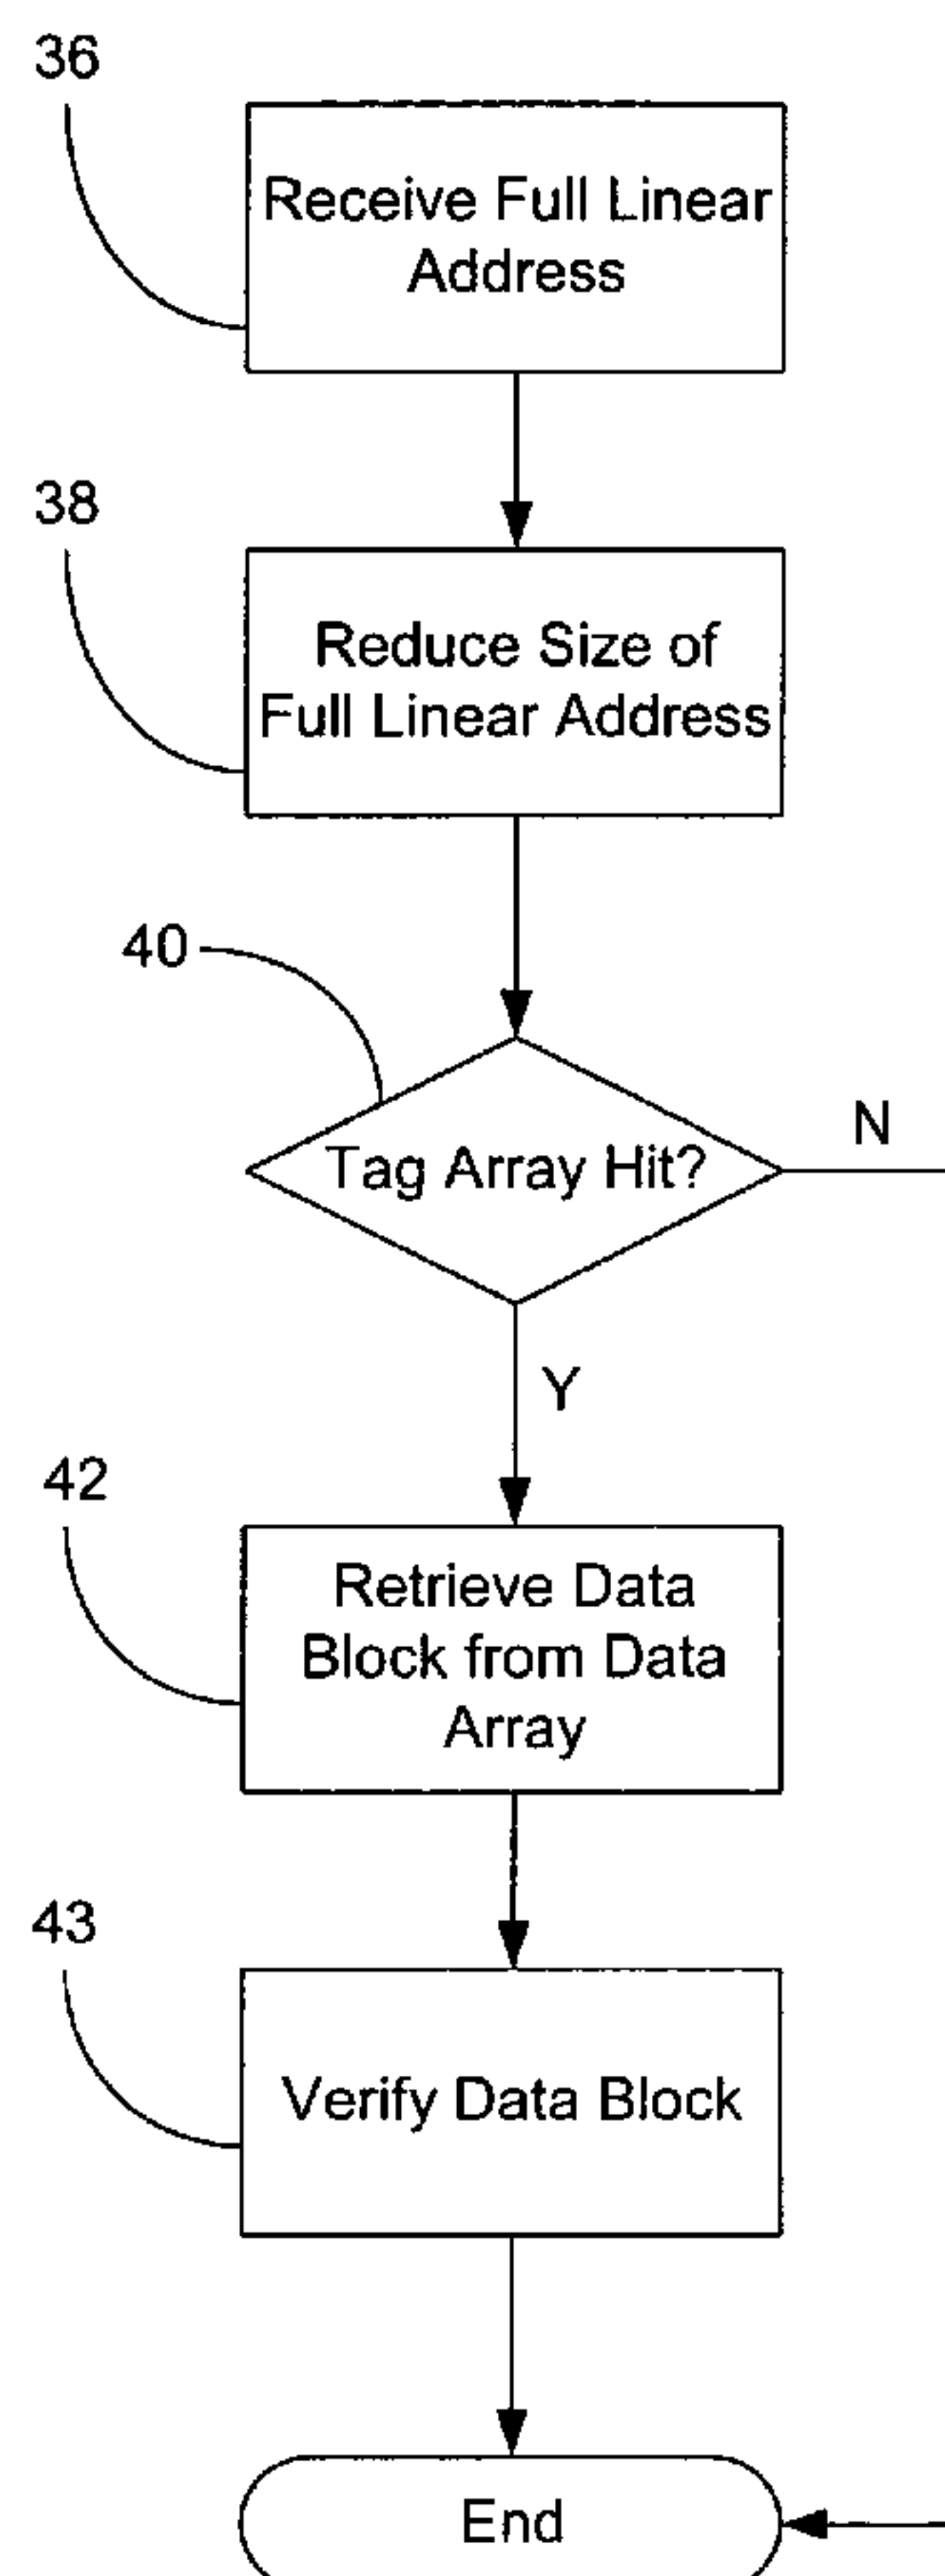 36
Receive Full Linear
Address
38
Reduce Size of
Full Linear Address
40
Tag Array Hit?
N
Y
42
Retrieve Data
Block from Data
Array
43
Verify Data Block
End